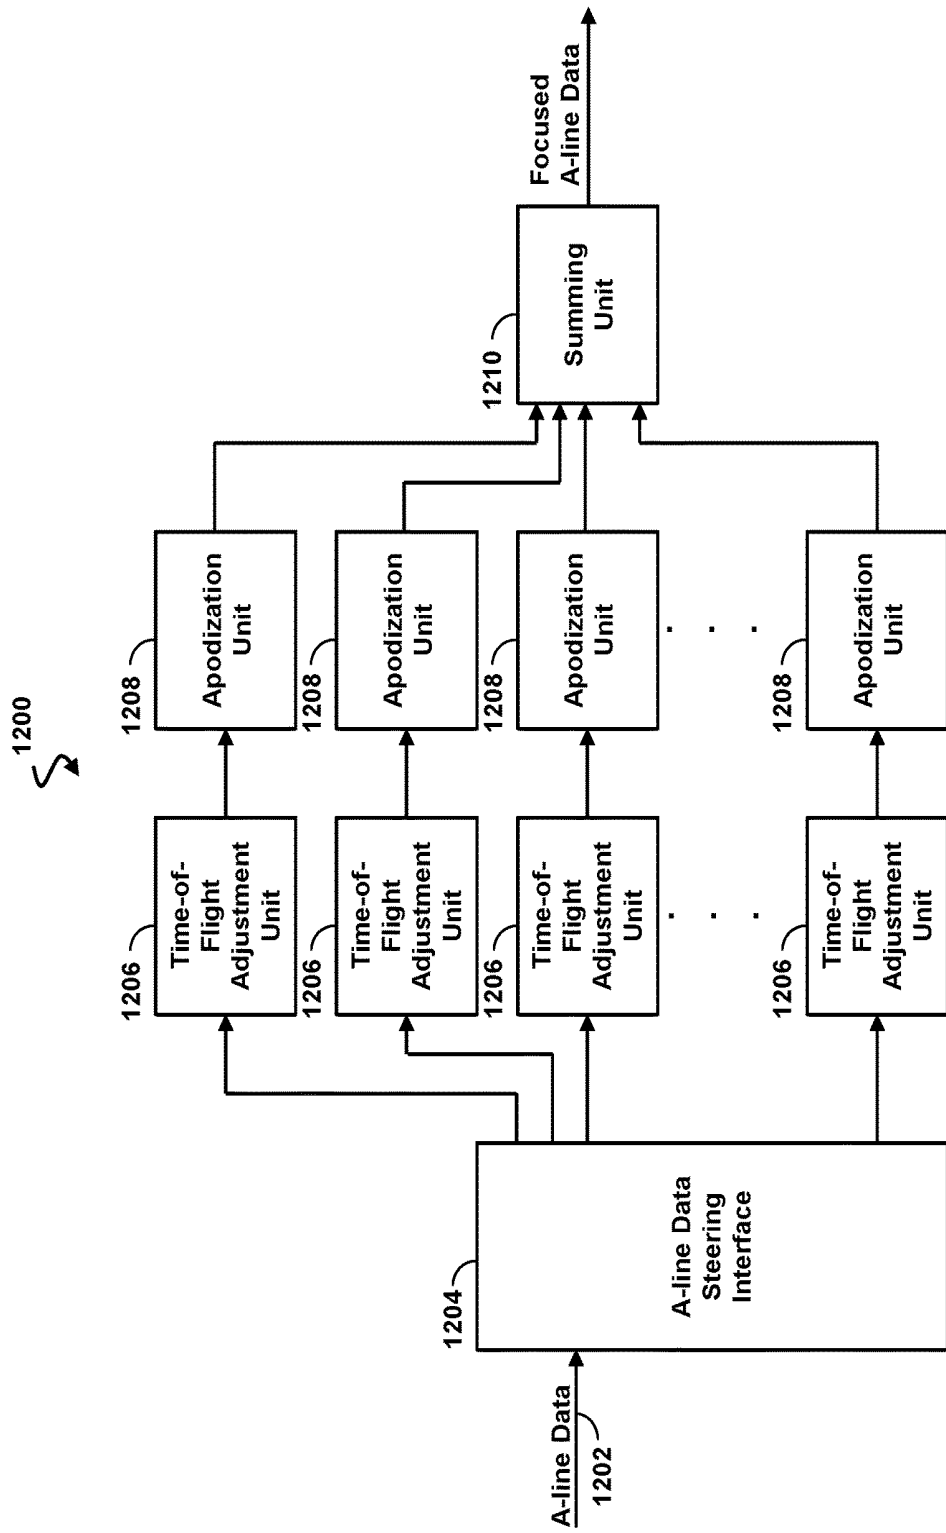 1200
A-line Data
1202
1204
A-line Data
Steering
Interface
1206
Time-of-
Flight
Adjustment
Unit
1208
Apodization
Unit
1206
Time-of-
Flight
Adjustment
Unit
1208
Apodization
Unit
1206
Time-of-
Flight
Adjustment
Unit
1208
Apodization
Unit
. . .
. . .
1206
Time-of-
Flight
Adjustment
Unit
1208
Apodization
Unit
1210
Summing
Unit
Focused
A-line Data